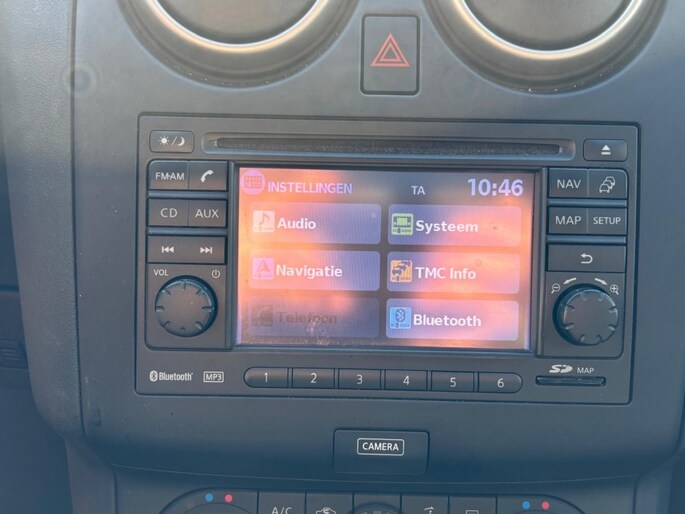 FM•AM
CD AUX
VOL
INSTELLINGEN TA 10:46
Audio Systeem
Navigatie TMC Info
Telefoon Bluetooth
NAV
MAP SETUP
Bluetooth MP3 1 2 3 4 5 6 SD MAP
CAMERA
A/C